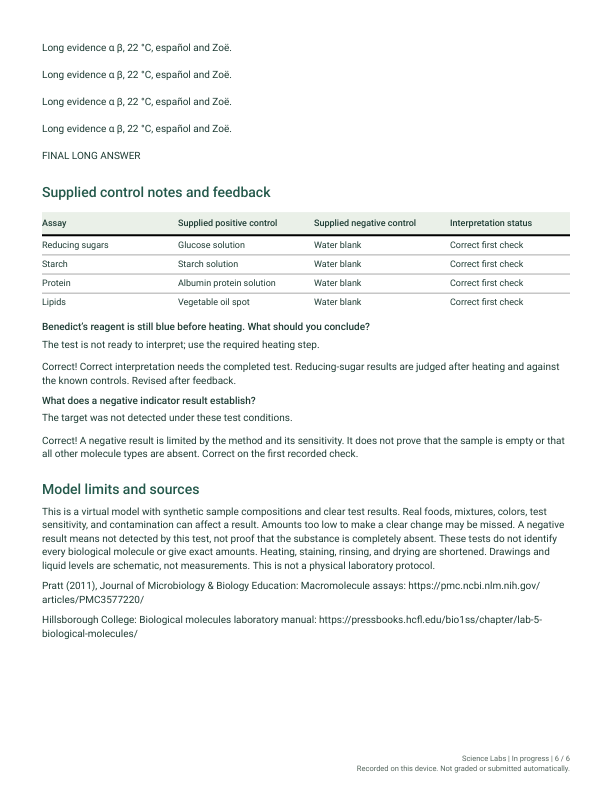 Long evidence α β, 22 °C, español and Zoë.
Long evidence α β, 22 °C, español and Zoë.
Long evidence α β, 22 °C, español and Zoë.
Long evidence α β, 22 °C, español and Zoë.
FINAL LONG ANSWER
Supplied control notes and feedback
Assay Supplied positive control Supplied negative control Interpretation status
Reducing sugars Glucose solution Water blank Correct first check
Starch Starch solution Water blank Correct first check
Protein Albumin protein solution Water blank Correct first check
Lipids Vegetable oil spot Water blank Correct first check
Benedict's reagent is still blue before heating. What should you conclude?
The test is not ready to interpret; use the required heating step.
Correct! Correct interpretation needs the completed test. Reducing-sugar results are judged after heating and against
the known controls. Revised after feedback.
What does a negative indicator result establish?
The target was not detected under these test conditions.
Correct! A negative result is limited by the method and its sensitivity. It does not prove that the sample is empty or that
all other molecule types are absent. Correct on the first recorded check.
Model limits and sources
This is a virtual model with synthetic sample compositions and clear test results. Real foods, mixtures, colors, test
sensitivity, and contamination can affect a result. Amounts too low to make a clear change may be missed. A negative
result means not detected by this test, not proof that the substance is completely absent. These tests do not identify
every biological molecule or give exact amounts. Heating, staining, rinsing, and drying are shortened. Drawings and
liquid levels are schematic, not measurements. This is not a physical laboratory protocol.
Pratt (2011), Journal of Microbiology & Biology Education: Macromolecule assays: https://pmc.ncbi.nlm.nih.gov/
articles/PMC3577220/
Hillsborough College: Biological molecules laboratory manual: https://pressbooks.hcfl.edu/bio1ss/chapter/lab-5-
biological-molecules/
Science Labs | In progress | 6 / 6
Recorded on this device. Not graded or submitted automatically.